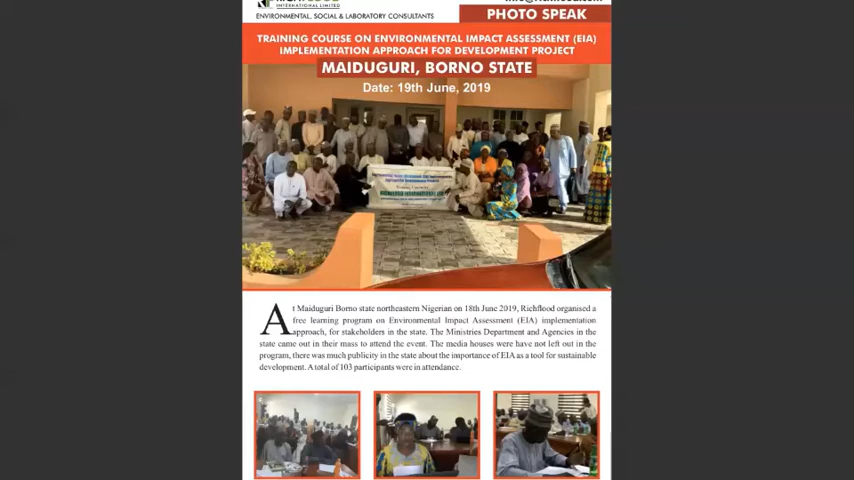 INTERNATIONAL LIMITED
ENVIRONMENTAL, SOCIAL & LABORATORY CONSULTANTS
PHOTO SPEAK
TRAINING COURSE ON ENVIRONMENTAL IMPACT ASSESSMENT (EIA)
IMPLEMENTATION APPROACH FOR DEVELOPMENT PROJECT
MAIDUGURI, BORNO STATE
Date: 19th June, 2019
At Maiduguri Borno state northeastern Nigerian on 18th June 2019, Richflood organised a
free learning program on Environmental Impact Assessment (EIA) implementation
approach, for stakeholders in the state. The Ministries Department and Agencies in the
state came out in their mass to attend the event. The media houses were have not left out in the
program, there was much publicity in the state about the importance of EIA as a tool for sustainable
development. A total of 103 participants were in attendance.